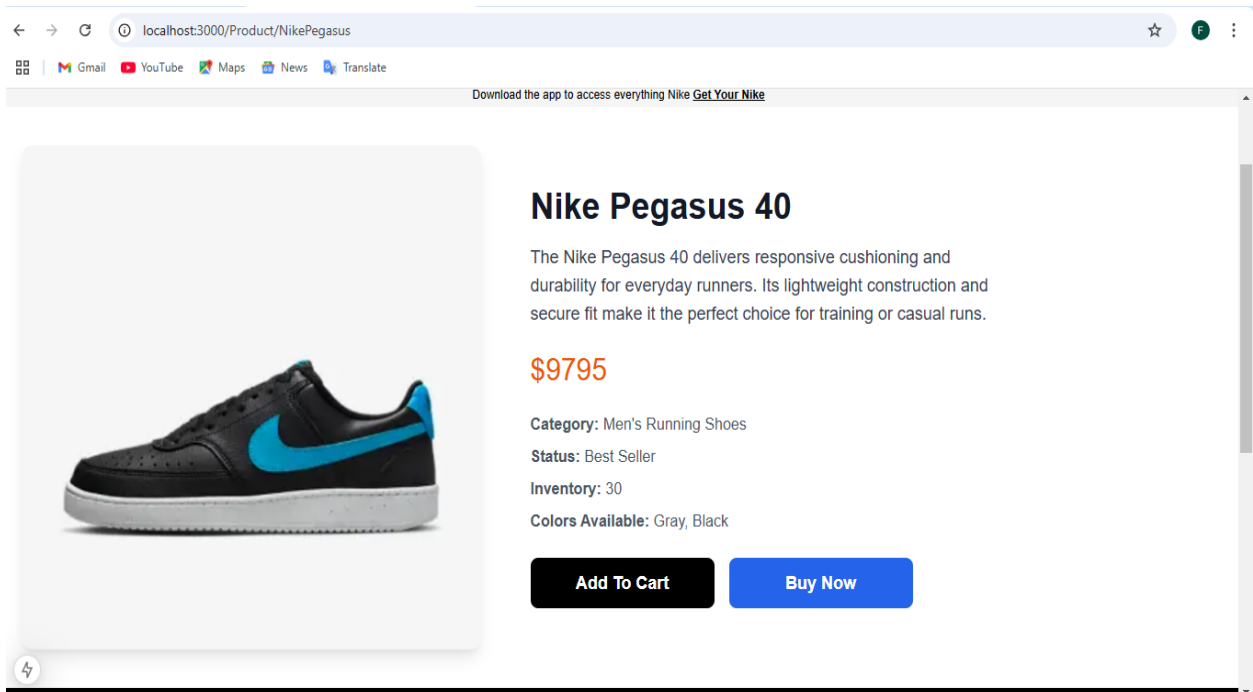 localhost:3000/Product/NikePegasus
F
Gmail YouTube Maps News Translate
Download the app to access everything Nike Get Your Nike
Nike Pegasus 40
The Nike Pegasus 40 delivers responsive cushioning and
durability for everyday runners. Its lightweight construction and
secure fit make it the perfect choice for training or casual runs.
$9795
Category: Men's Running Shoes
Status: Best Seller
Inventory: 30
Colors Available: Gray, Black
Add To Cart Buy Now